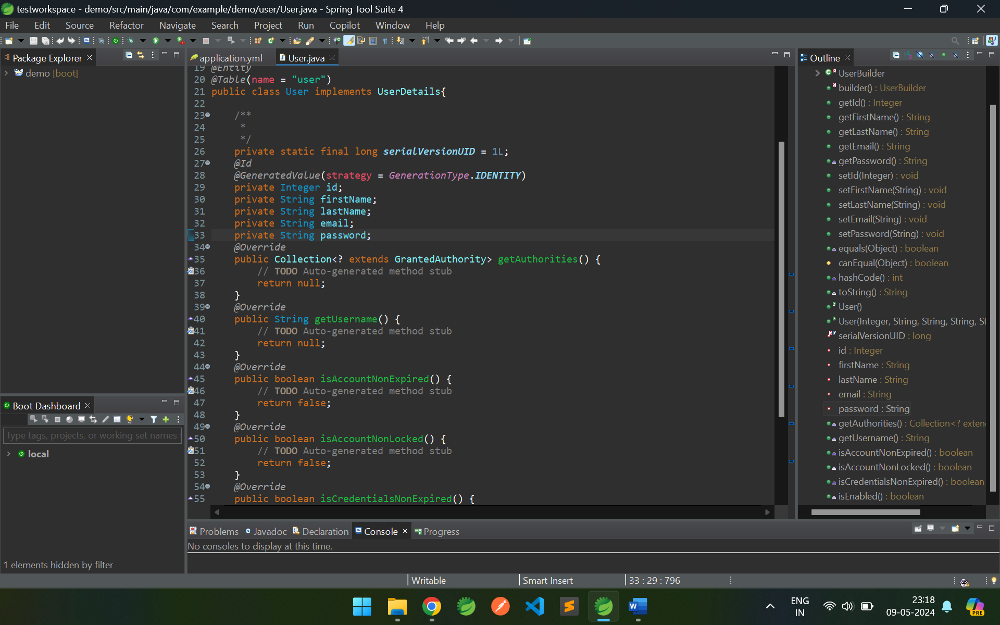 testworkspace - demo/src/main/java/com/example/demo/user/User.java - Spring Tool Suite 4
File Edit Source Refactor Navigate Search Project Run Copilot Window Help
Package Explorer
demo [boot]
application.yml
User.java
19 @Entity
20 @Table(name = "user")
21 public class User implements UserDetails{
22
23 /**
24 *
25 */
26 private static final long serialVersionUID = 1L;
27 @Id
28 @GeneratedValue(strategy = GenerationType.IDENTITY)
29 private Integer id;
30 private String firstName;
31 private String lastName;
32 private String email;
33 private String password;
34 @Override
35 public Collection<? extends GrantedAuthority> getAuthorities() {
36 // TODO Auto-generated method stub
37 return null;
38 }
39 @Override
40 public String getUsername() {
41 // TODO Auto-generated method stub
42 return null;
43 }
44 @Override
45 public boolean isAccountNonExpired() {
46 // TODO Auto-generated method stub
47 return false;
48 }
49 @Override
50 public boolean isAccountNonLocked() {
51 // TODO Auto-generated method stub
52 return false;
53 }
54 @Override
55 public boolean isCredentialsNonExpired() {
Outline
UserBuilder
builder() : UserBuilder
getId() : Integer
getFirstName() : String
getLastName() : String
getEmail() : String
getPassword() : String
setId(Integer) : void
setFirstName(String) : void
setLastName(String) : void
setEmail(String) : void
setPassword(String) : void
equals(Object) : boolean
canEqual(Object) : boolean
hashCode() : int
toString() : String
User()
User(Integer, String, String, String, St
serialVersionUID : long
id : Integer
firstName : String
lastName : String
email : String
password : String
getAuthorities() : Collection<? exten
getUsername() : String
isAccountNonExpired() : boolean
isAccountNonLocked() : boolean
isCredentialsNonExpired() : boolean
isEnabled() : boolean
Boot Dashboard
Type tags, projects, or working set names
local
1 elements hidden by filter
Problems
Javadoc
Declaration
Console
Progress
No consoles to display at this time.
Writable
Smart Insert
33 : 29 : 796
ENG
IN
23:18
09-05-2024
PRE